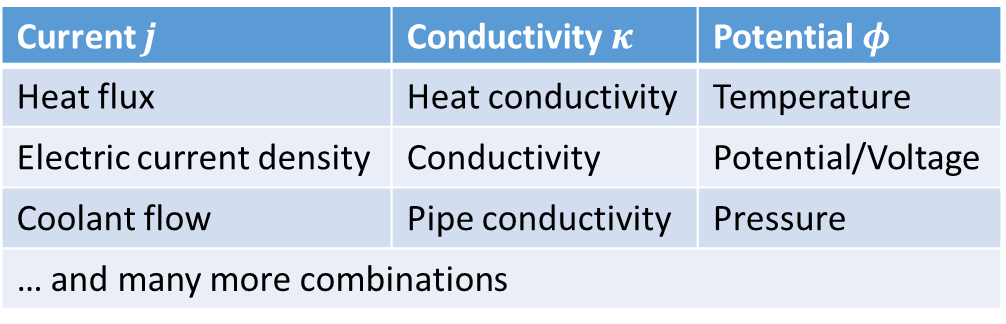 Current j Conductivity κ Potential ϕ
Heat flux Heat conductivity Temperature
Electric current density Conductivity Potential/Voltage
Coolant flow Pipe conductivity Pressure
... and many more combinations